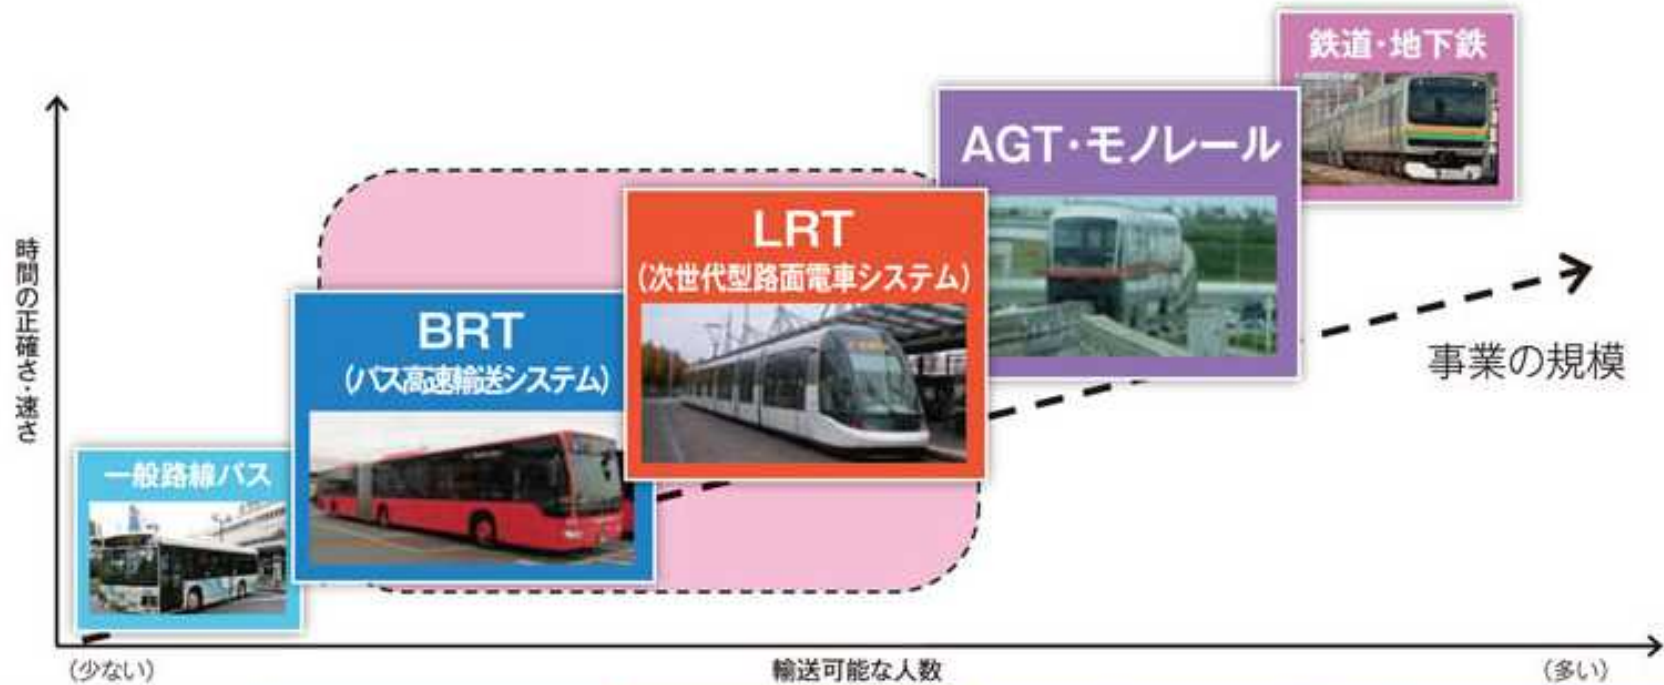 鉄道・地下鉄
AGT・モノレール
LRT
(次世代型路面電車システム)
BRT
(バス高速輸送システム)
一般路線バス
時間の正確さ・速さ
事業の規模
(少ない)
輸送可能な人数
(多い)